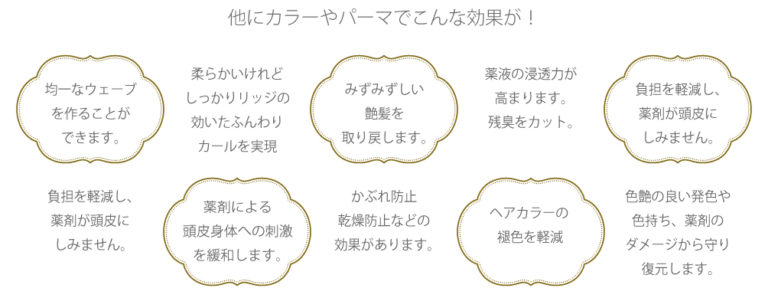 他にカラーやパーマでこんな効果が！
均一なウェーブ
を作ることが
できます。
柔らかいけれど
しっかりリッジの
効いたふんわり
カールを実現
みずみずしい
艶髪を
取り戻します。
薬液の浸透力が
高まります。
残臭をカット。
負担を軽減し、
薬剤が頭皮に
しみません。
負担を軽減し、
薬剤が頭皮に
しみません。
薬剤による
頭皮身体への刺激
を緩和します。
かぶれ防止
乾燥防止などの
効果があります。
ヘアカラーの
褪色を軽減
色艶の良い発色や
色持ち、薬剤の
ダメージから守り
復元します。